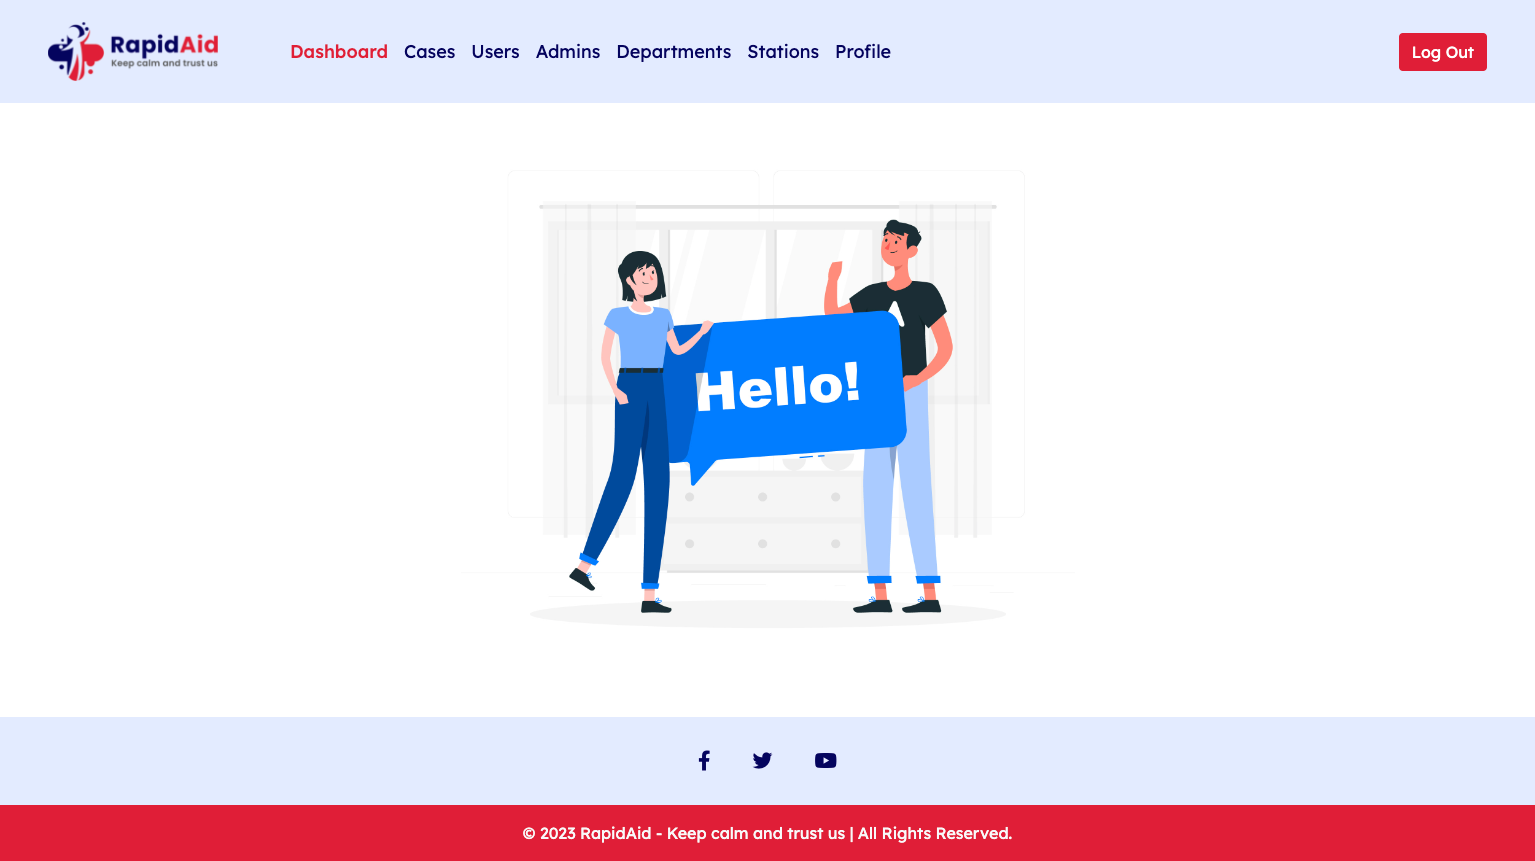 RapidAid
Keep calm and trust us
Dashboard Cases Users Admins Departments Stations Profile
Log Out
Hello!
© 2023 RapidAid - Keep calm and trust us | All Rights Reserved.